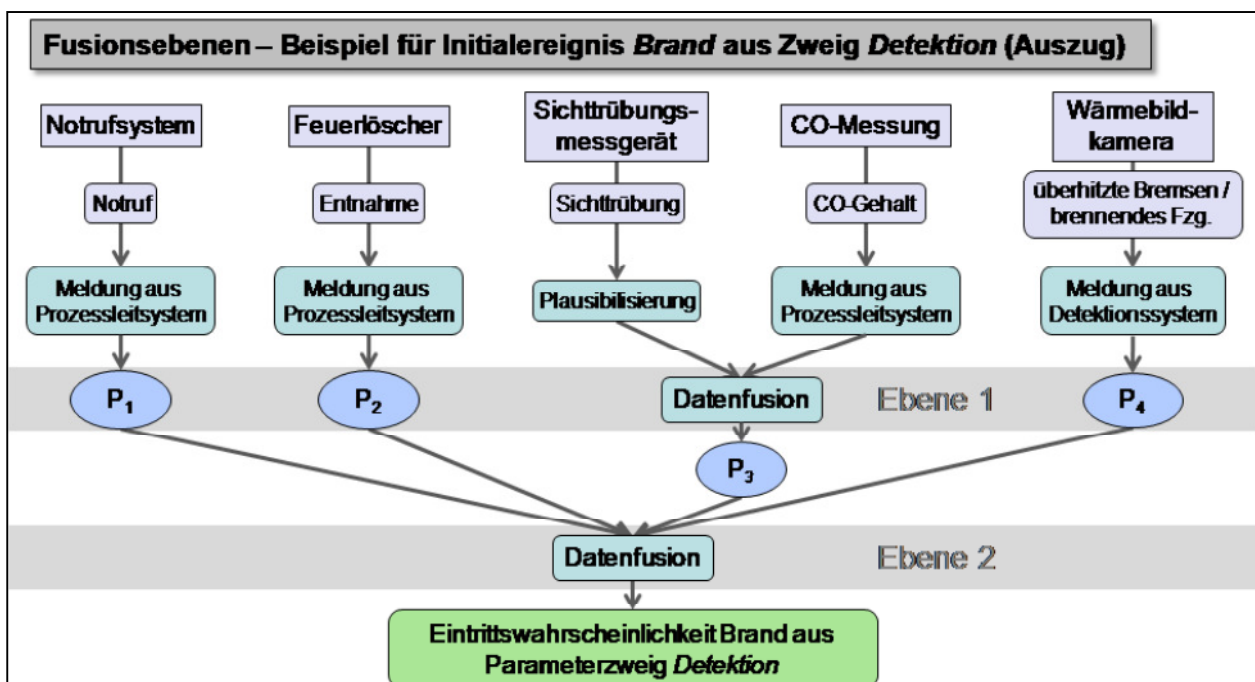 Fusionsebenen – Beispiel für Initialereignis Brand aus Zweig Detektion (Auszug)
Notrufsystem
Feuerlöscher
Sichttrübungs-
messgerät
CO-Messung
Wärmebild-
kamera
Notruf
Entnahme
Sichttrübung
CO-Gehalt
überhitzte Bremsen /
brennendes Fzg.
Meldung aus
Prozessleitsystem
Meldung aus
Prozessleitsystem
Plausibilisierung
Meldung aus
Prozessleitsystem
Meldung aus
Detektionssystem
P1
P2
Datenfusion
Ebene 1
P4
P3
Datenfusion
Ebene 2
Eintrittswahrscheinlichkeit Brand aus
Parameterzweig Detektion